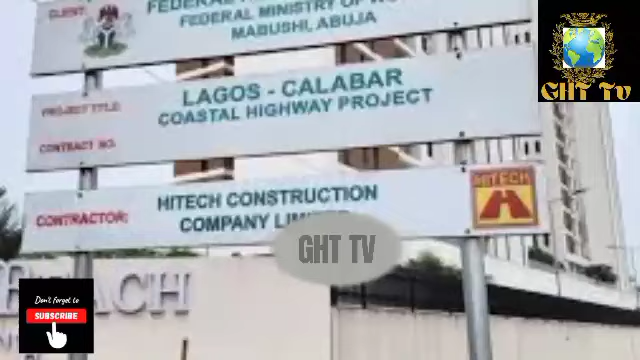 CLIENT:
FEDERAL
FEDERAL MINISTRY OF
MABUSHI, ABUJA
PROJECT TITLE:
LAGOS - CALABAR
COASTAL HIGHWAY PROJECT
CONTRACT NO.
CONTRACTOR:
HITECH CONSTRUCTION
COMPANY
HITECH
GHT TV
GHT TV
Don't forget to
SUBSCRIBE